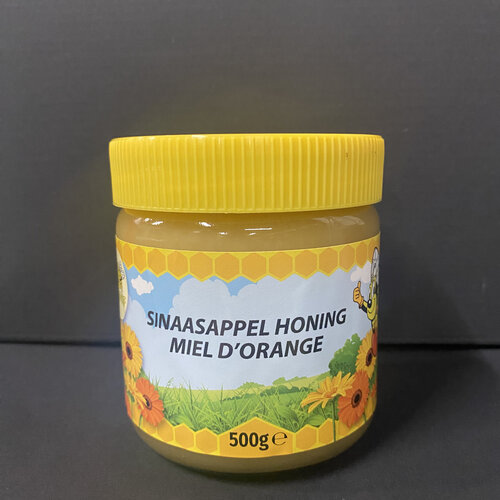 SINAASAPPEL HONING
MIEL D'ORANGE
500g ℮